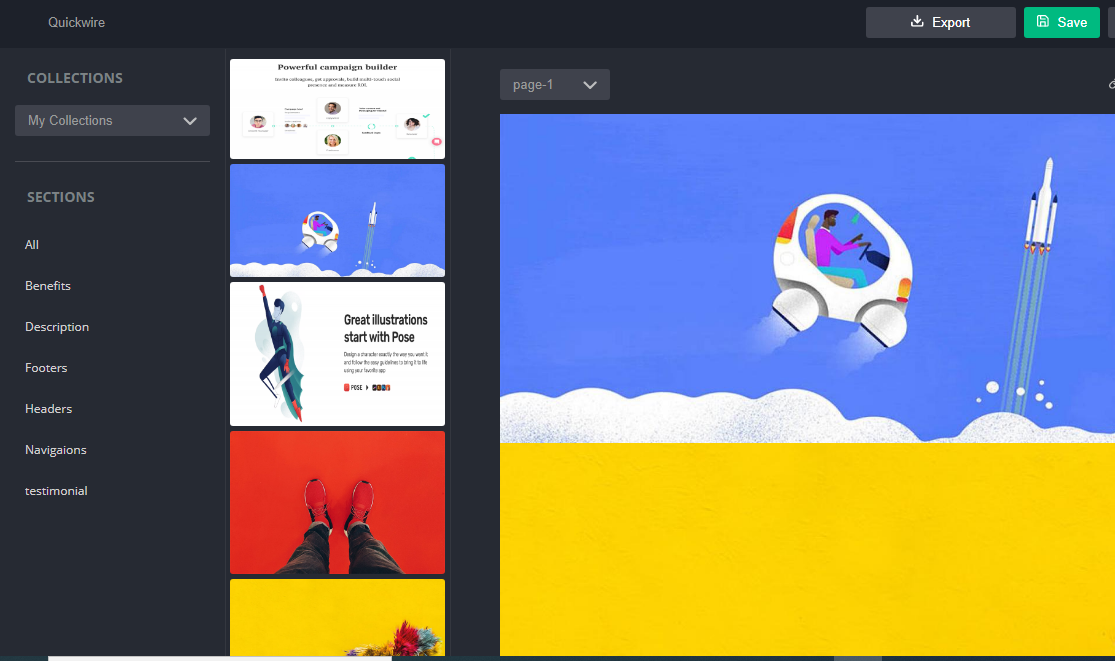 Quickwire
Export
Save
COLLECTIONS
My Collections
SECTIONS
All
Benefits
Description
Footers
Headers
Navigaions
testimonial
Powerful campaign builder
Invite colleagues, get approvals, build multi-touch social
presence and measure ROI.
Great illustrations
start with Pose
Design a character exactly the way you want it
and follow the easy guidelines to bring it to life
using your favorite app
POSE
page-1